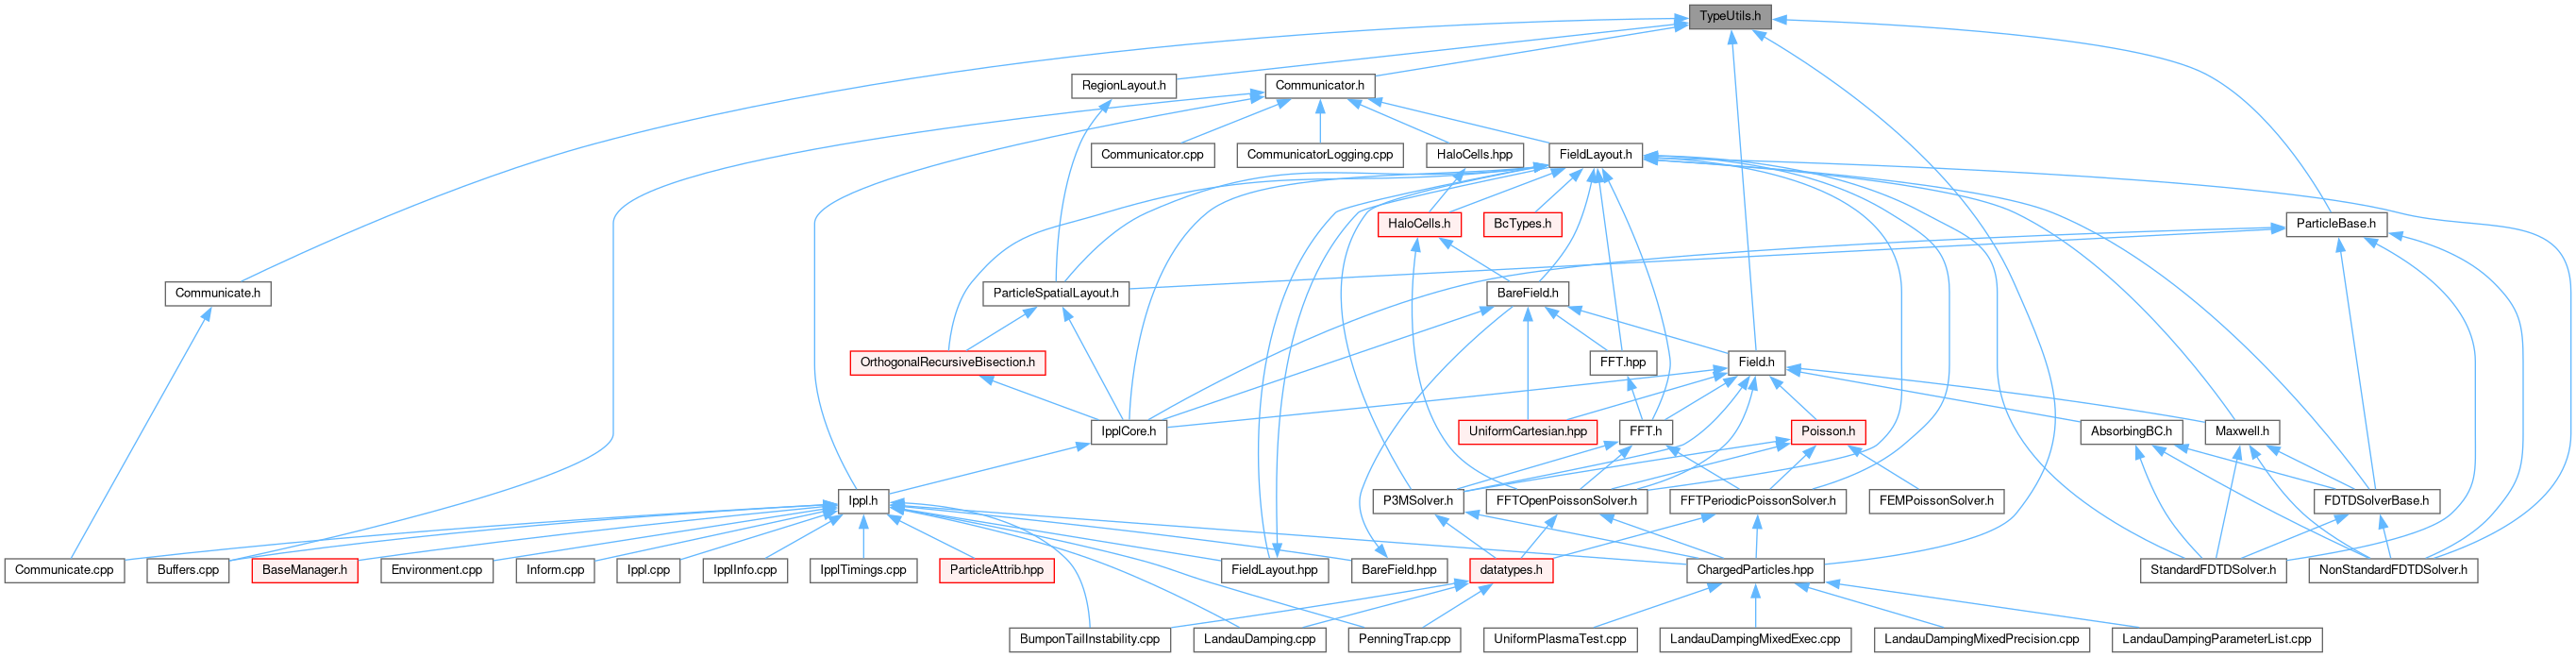 TypeUtils.h
RegionLayout.h
Communicator.h
Communicator.cpp
CommunicatorLogging.cpp
HaloCells.hpp
FieldLayout.h
HaloCells.h
BcTypes.h
ParticleBase.h
Communicate.h
ParticleSpatialLayout.h
BareField.h
OrthogonalRecursiveBisection.h
FFT.hpp
Field.h
IpplCore.h
UniformCartesian.hpp
FFT.h
Poisson.h
AbsorbingBC.h
Maxwell.h
Ippl.h
P3MSolver.h
FFTOpenPoissonSolver.h
FFTPeriodicPoissonSolver.h
FEMPoissonSolver.h
FDTDSolverBase.h
Communicate.cpp
Buffers.cpp
BaseManager.h
Environment.cpp
Inform.cpp
Ippl.cpp
IpplInfo.cpp
IpplTimings.cpp
ParticleAttrib.hpp
FieldLayout.hpp
BareField.hpp
datatypes.h
ChargedParticles.hpp
StandardFDTDSolver.h
NonStandardFDTDSolver.h
BumponTailInstability.cpp
LandauDamping.cpp
PenningTrap.cpp
UniformPlasmaTest.cpp
LandauDampingMixedExec.cpp
LandauDampingMixedPrecision.cpp
LandauDampingParameterList.cpp